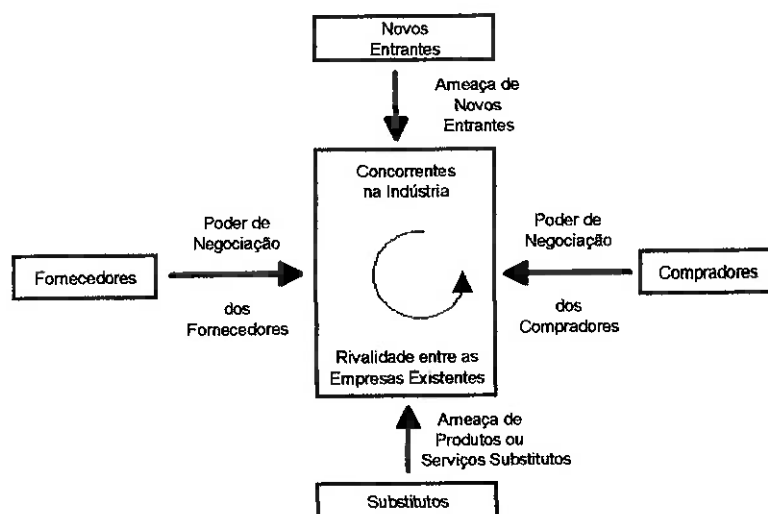 Novos
Entrantes
Ameaça de
Novos
Entrantes
Concorrentes
na Indústria
Poder de
Negociação
dos
Fornecedores
Fornecedores
Poder de
Negociação
dos
Compradores
Compradores
Rivalidade entre as
Empresas Existentes
Ameaça de
Produtos ou
Serviços Substitutos
Substitutos